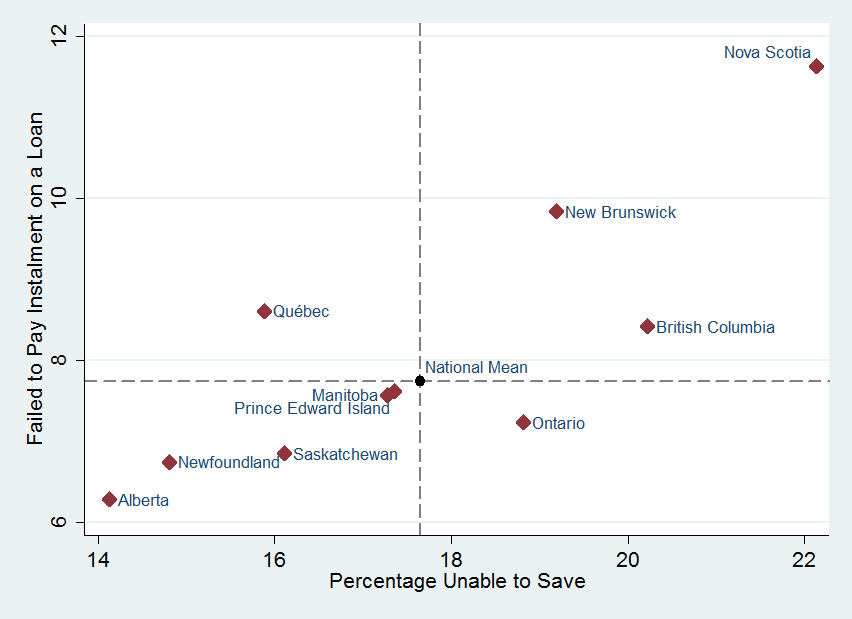 12
Nova Scotia
Failed to Pay Instalment on a Loan
10
New Brunswick
Québec
British Columbia
8
National Mean
Manitoba
Prince Edward Island
Ontario
Saskatchewan
Newfoundland
Alberta
6
14 16 18 20 22
Percentage Unable to Save